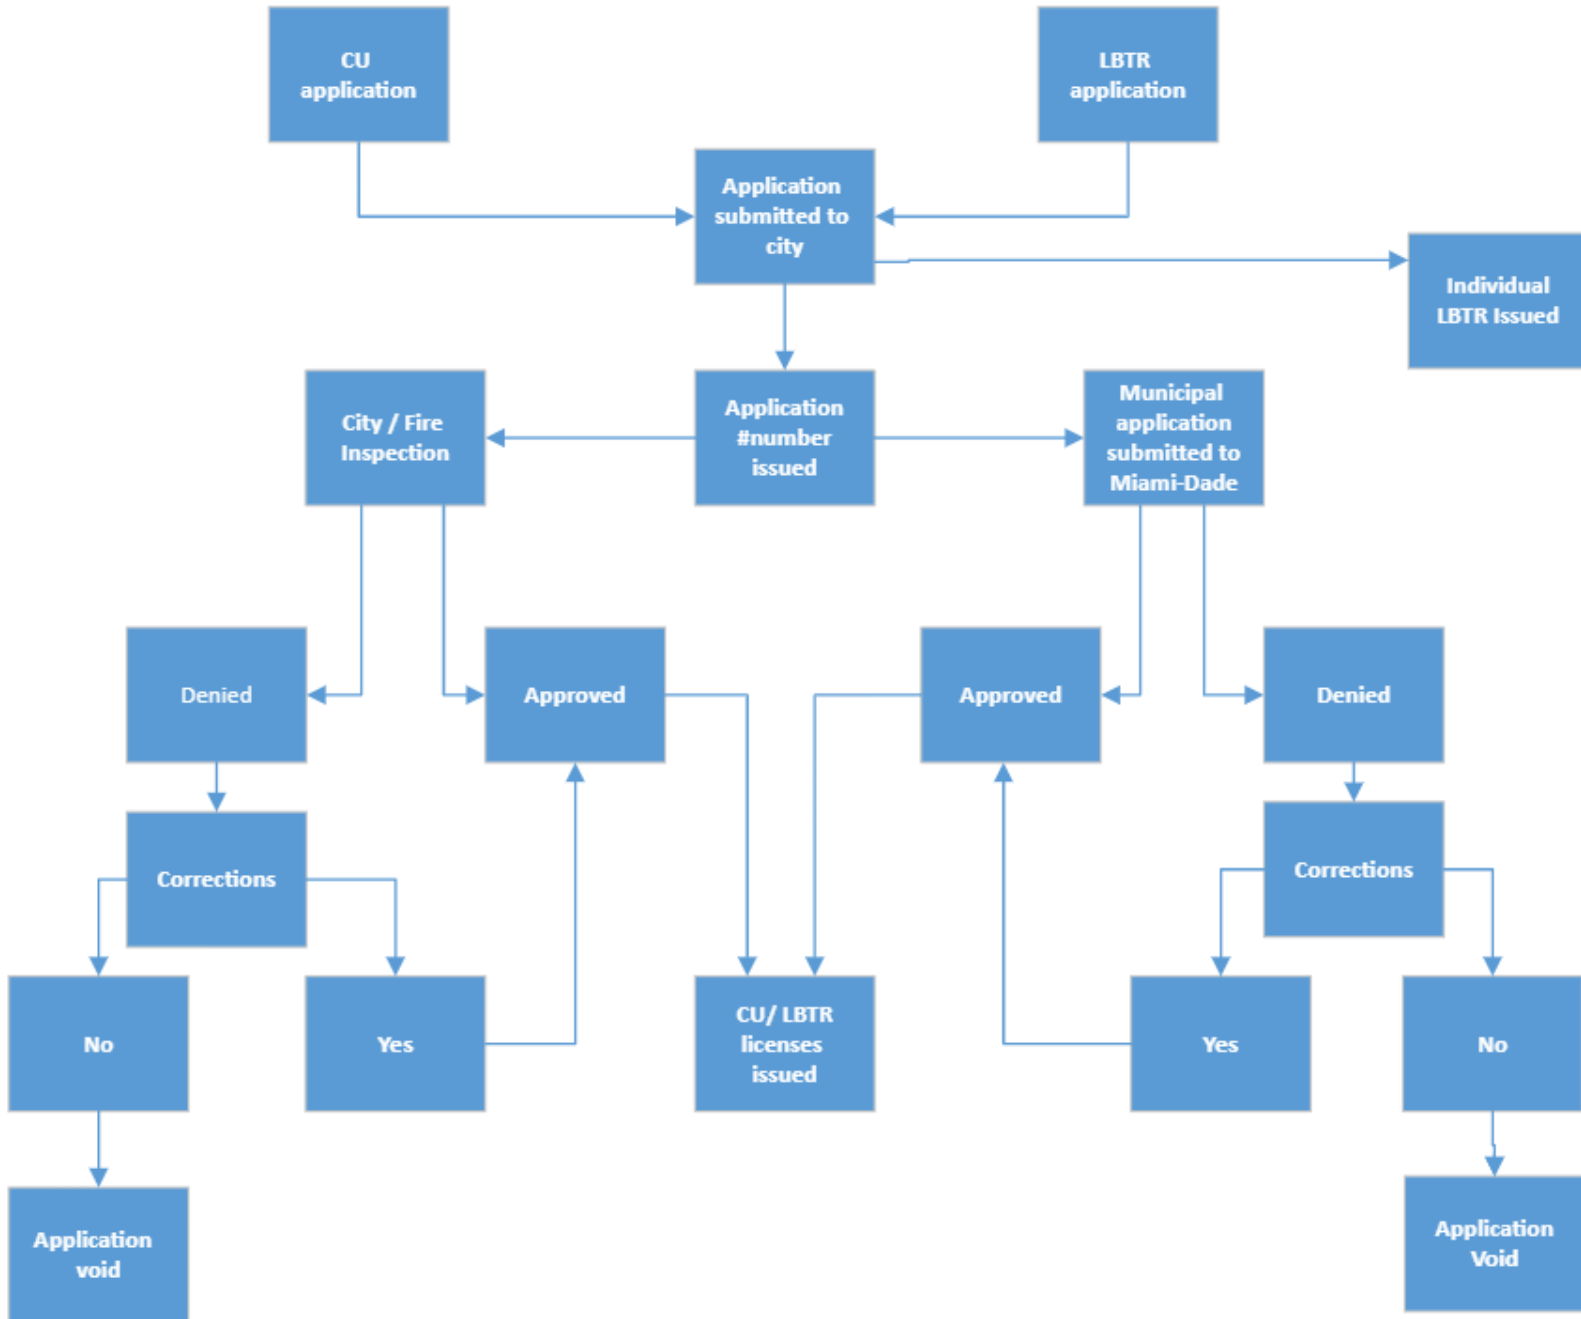 CU
application
LBTR
application
Application
submitted to
city
Individual
LBTR Issued
City / Fire
Inspection
Application
#number
issued
Municipal
application
submitted to
Miami-Dade
Denied
Approved
Approved
Denied
Corrections
Corrections
No
Yes
CU/ LBTR
licenses
issued
Yes
No
Application
void
Application
Void